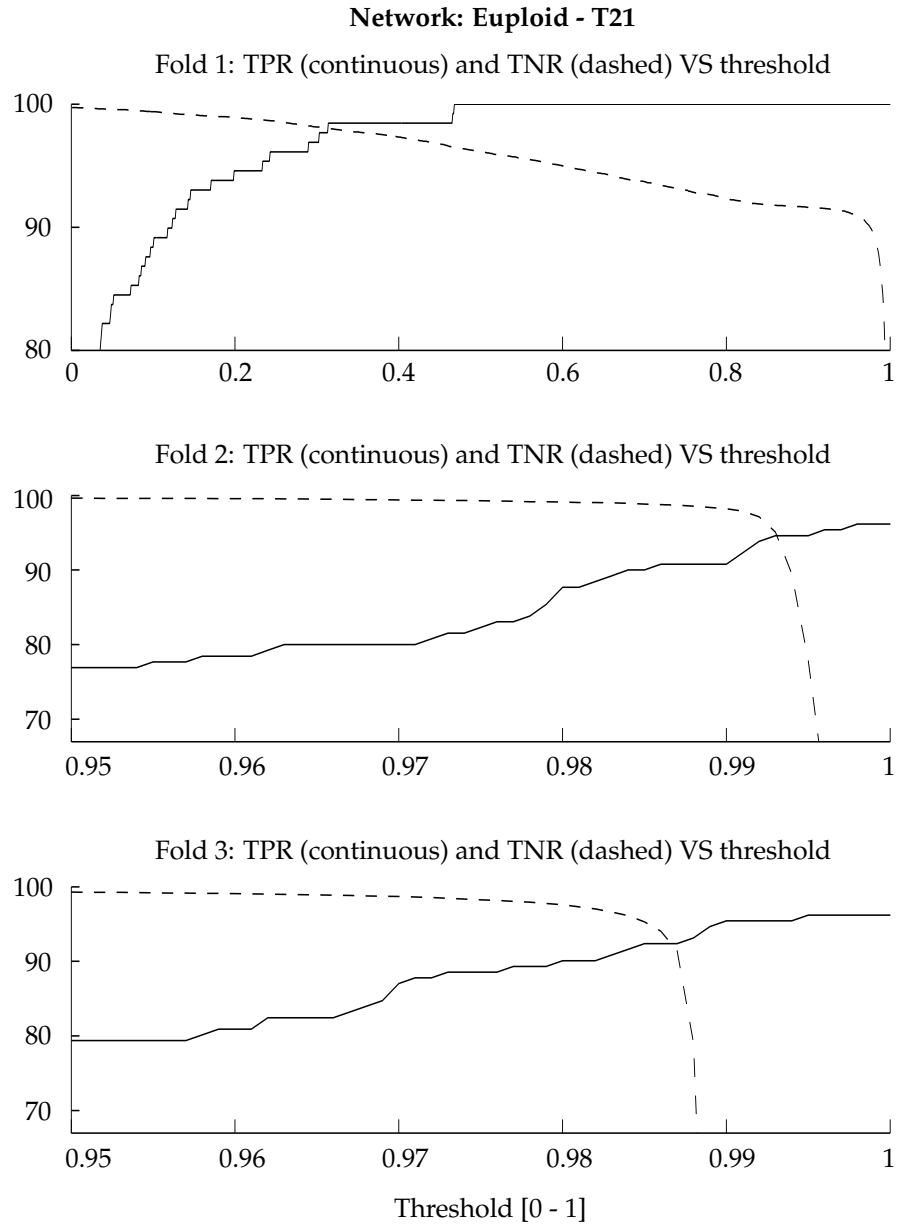 Network: Euploid - T21
Fold 1: TPR (continuous) and TNR (dashed) VS threshold
100
90
80
0 0.2 0.4 0.6 0.8 1
Fold 2: TPR (continuous) and TNR (dashed) VS threshold
100
90
80
70
0.95 0.96 0.97 0.98 0.99 1
Fold 3: TPR (continuous) and TNR (dashed) VS threshold
100
90
80
70
0.95 0.96 0.97 0.98 0.99 1
Threshold [0 - 1]